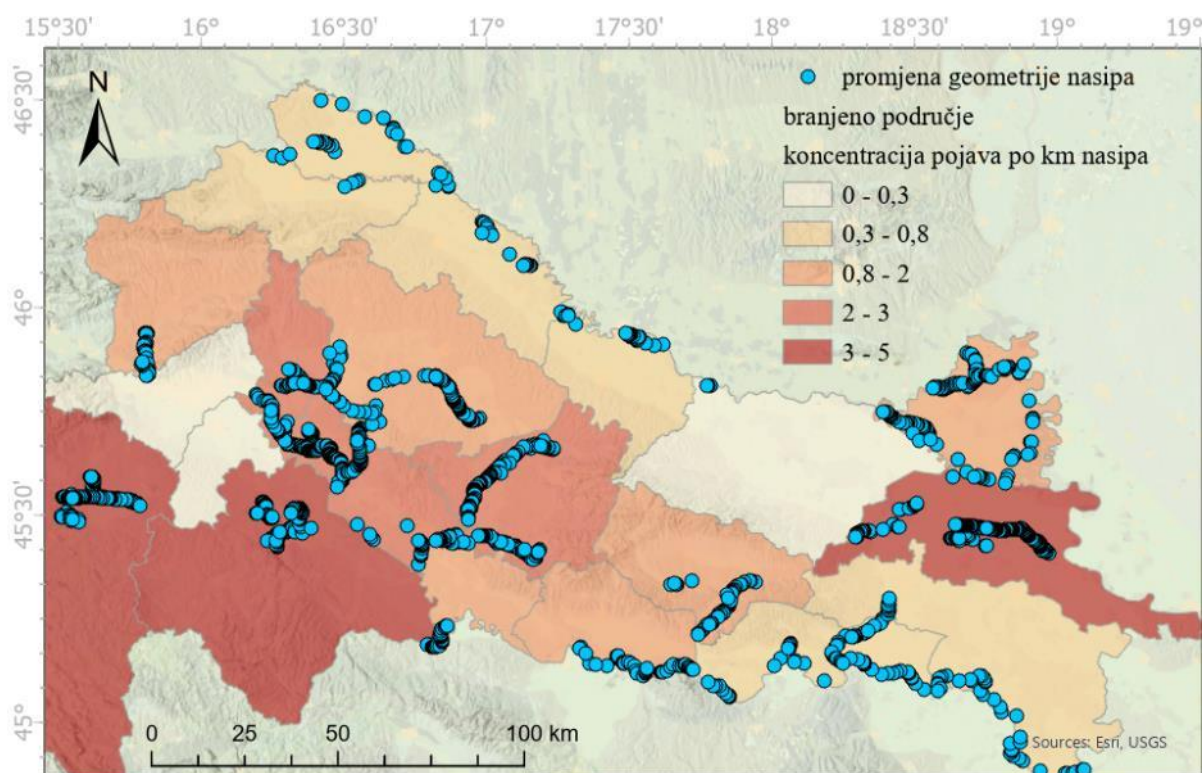 15°30' 16° 16°30' 17° 17°30' 18° 18°30' 19° 19°
N
46°30'
46°
45°30'
45°
promjena geometrije nasipa
branjeno područje
koncentracija pojava po km nasipa
0 - 0,3
0,3 - 0,8
0,8 - 2
2 - 3
3 - 5
0 25 50 100 km
Sources: Esri, USGS